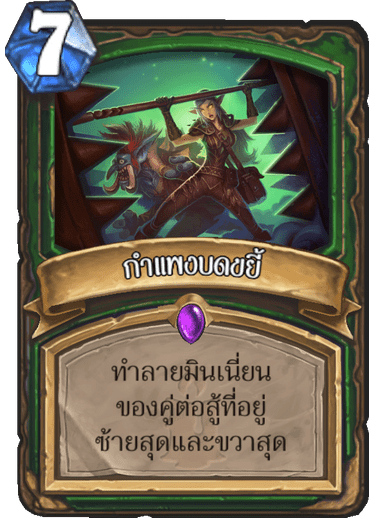 7
กำแพงบดขยี้
ทำลายมินเนี่ยน
ของคู่ต่อสู้ที่อยู่
ซ้ายสุดและขวาสุด